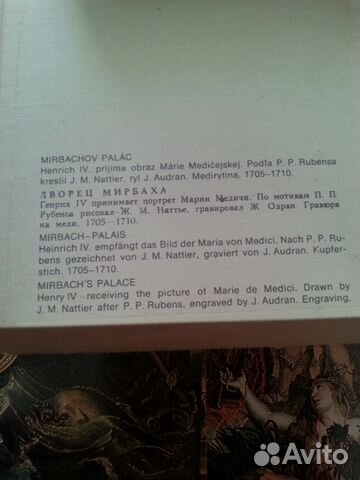 MIRBACHOV PALÁC
Henrich IV. prijíma obraz Márie Medičejskej. Podľa P. P. Rubensa
kreslil J. M. Nattier, ryl J. Audran. Medirytina, 1705–1710.
ДВОРЕЦ МИРБАХА
Генрих IV принимает портрет Марии Медичи. По мотивам П. П.
Рубенса рисовал Ж. М. Наттье, гравировал Ж. Одран. Гравюра
на меди. 1705—1710.
MIRBACH-PALAIS
Heinrich IV. empfängt das Bild der Maria von Medici. Nach P. P. Ru-
bens gezeichnet von J. M. Nattier, graviert von J. Audran. Kupfer-
stich. 1705–1710.
MIRBACH'S PALACE
Henry IV receiving the picture of Marie de Medici. Drawn by
J. M. Nattier after P. P. Rubens, engraved by J. Audran. Engraving.
Avito